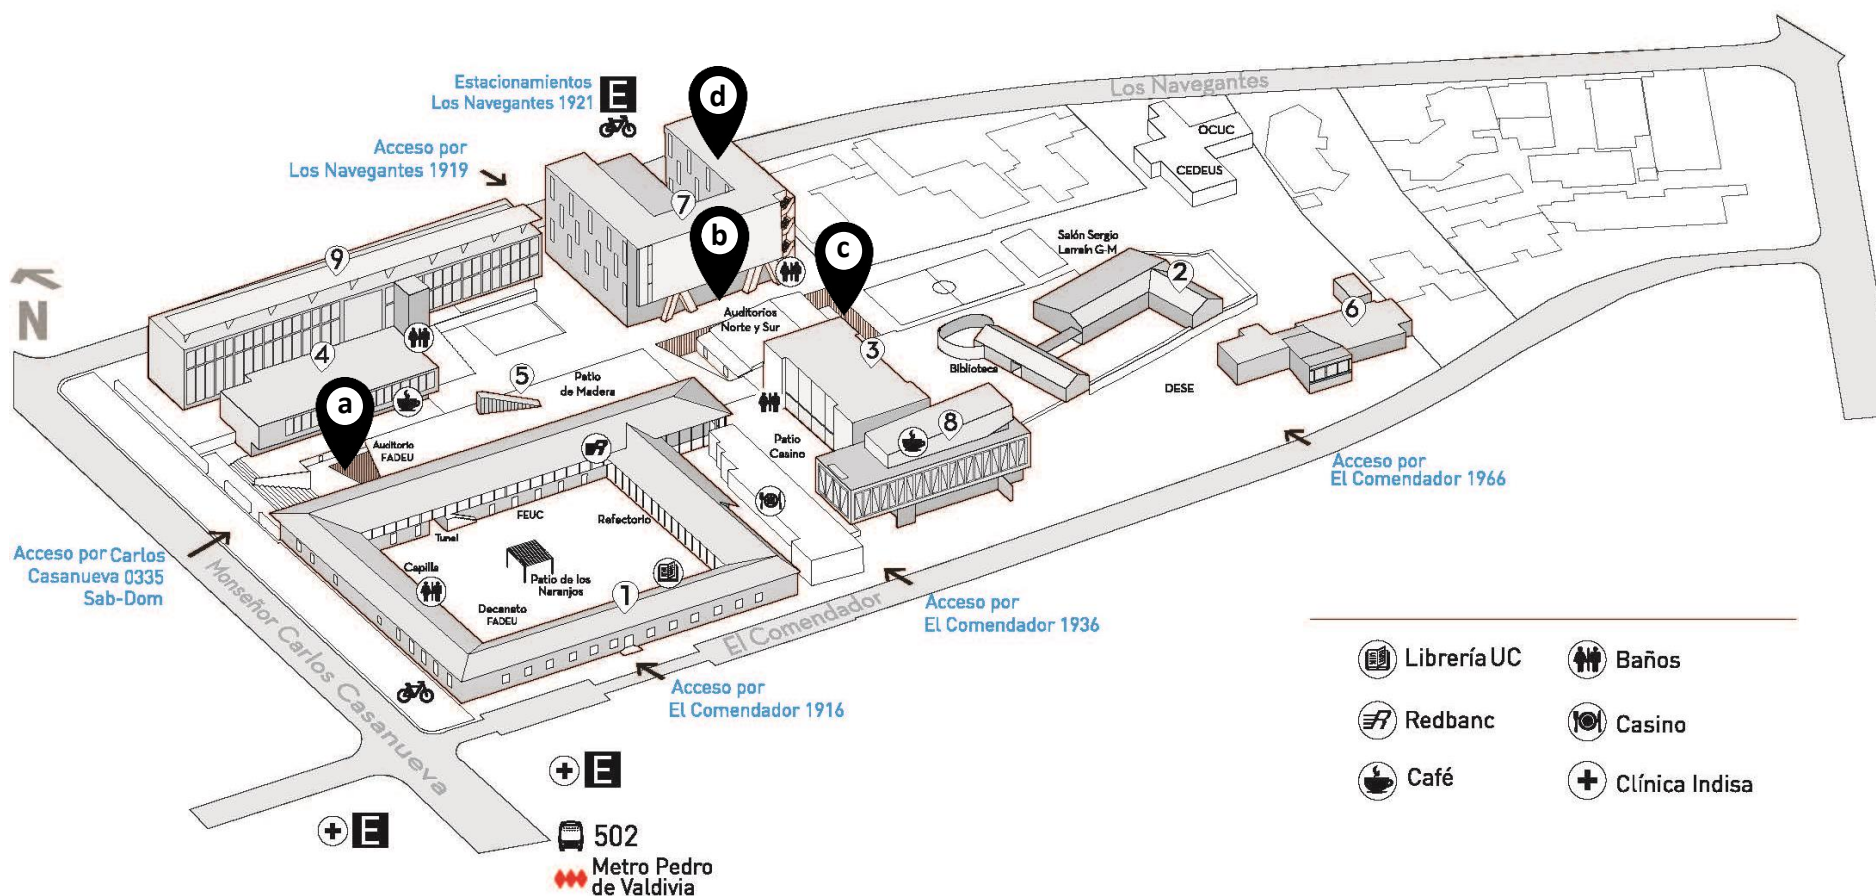 Estacionamientos
Los Navegantes 1921
E
d
Los Navegantes
Acceso por
Los Navegantes 1919
OCUC
CEDEUS
7
b
c
9
Salón Sergio
Larraín G-M
2
N
Auditorios
Norte y Sur
6
4
3
5
Patio
de Madera
Biblioteca
DESE
a
Auditorio
FADEU
8
Patio
Casino
Acceso por
El Comendador 1966
FEUC
Refectorio
Tunel
Acceso por Carlos
Casanueva 0335
Sab-Dom
Capilla
Patio de los
Naranjos
1
Decanato
FADEU
Monseñor Carlos Casanueva
El Comendador
Acceso por
El Comendador 1936
Acceso por
El Comendador 1916
E
E
502
Metro Pedro
de Valdivia
Librería UC
Baños
Redbanc
Casino
Café
Clínica Indisa